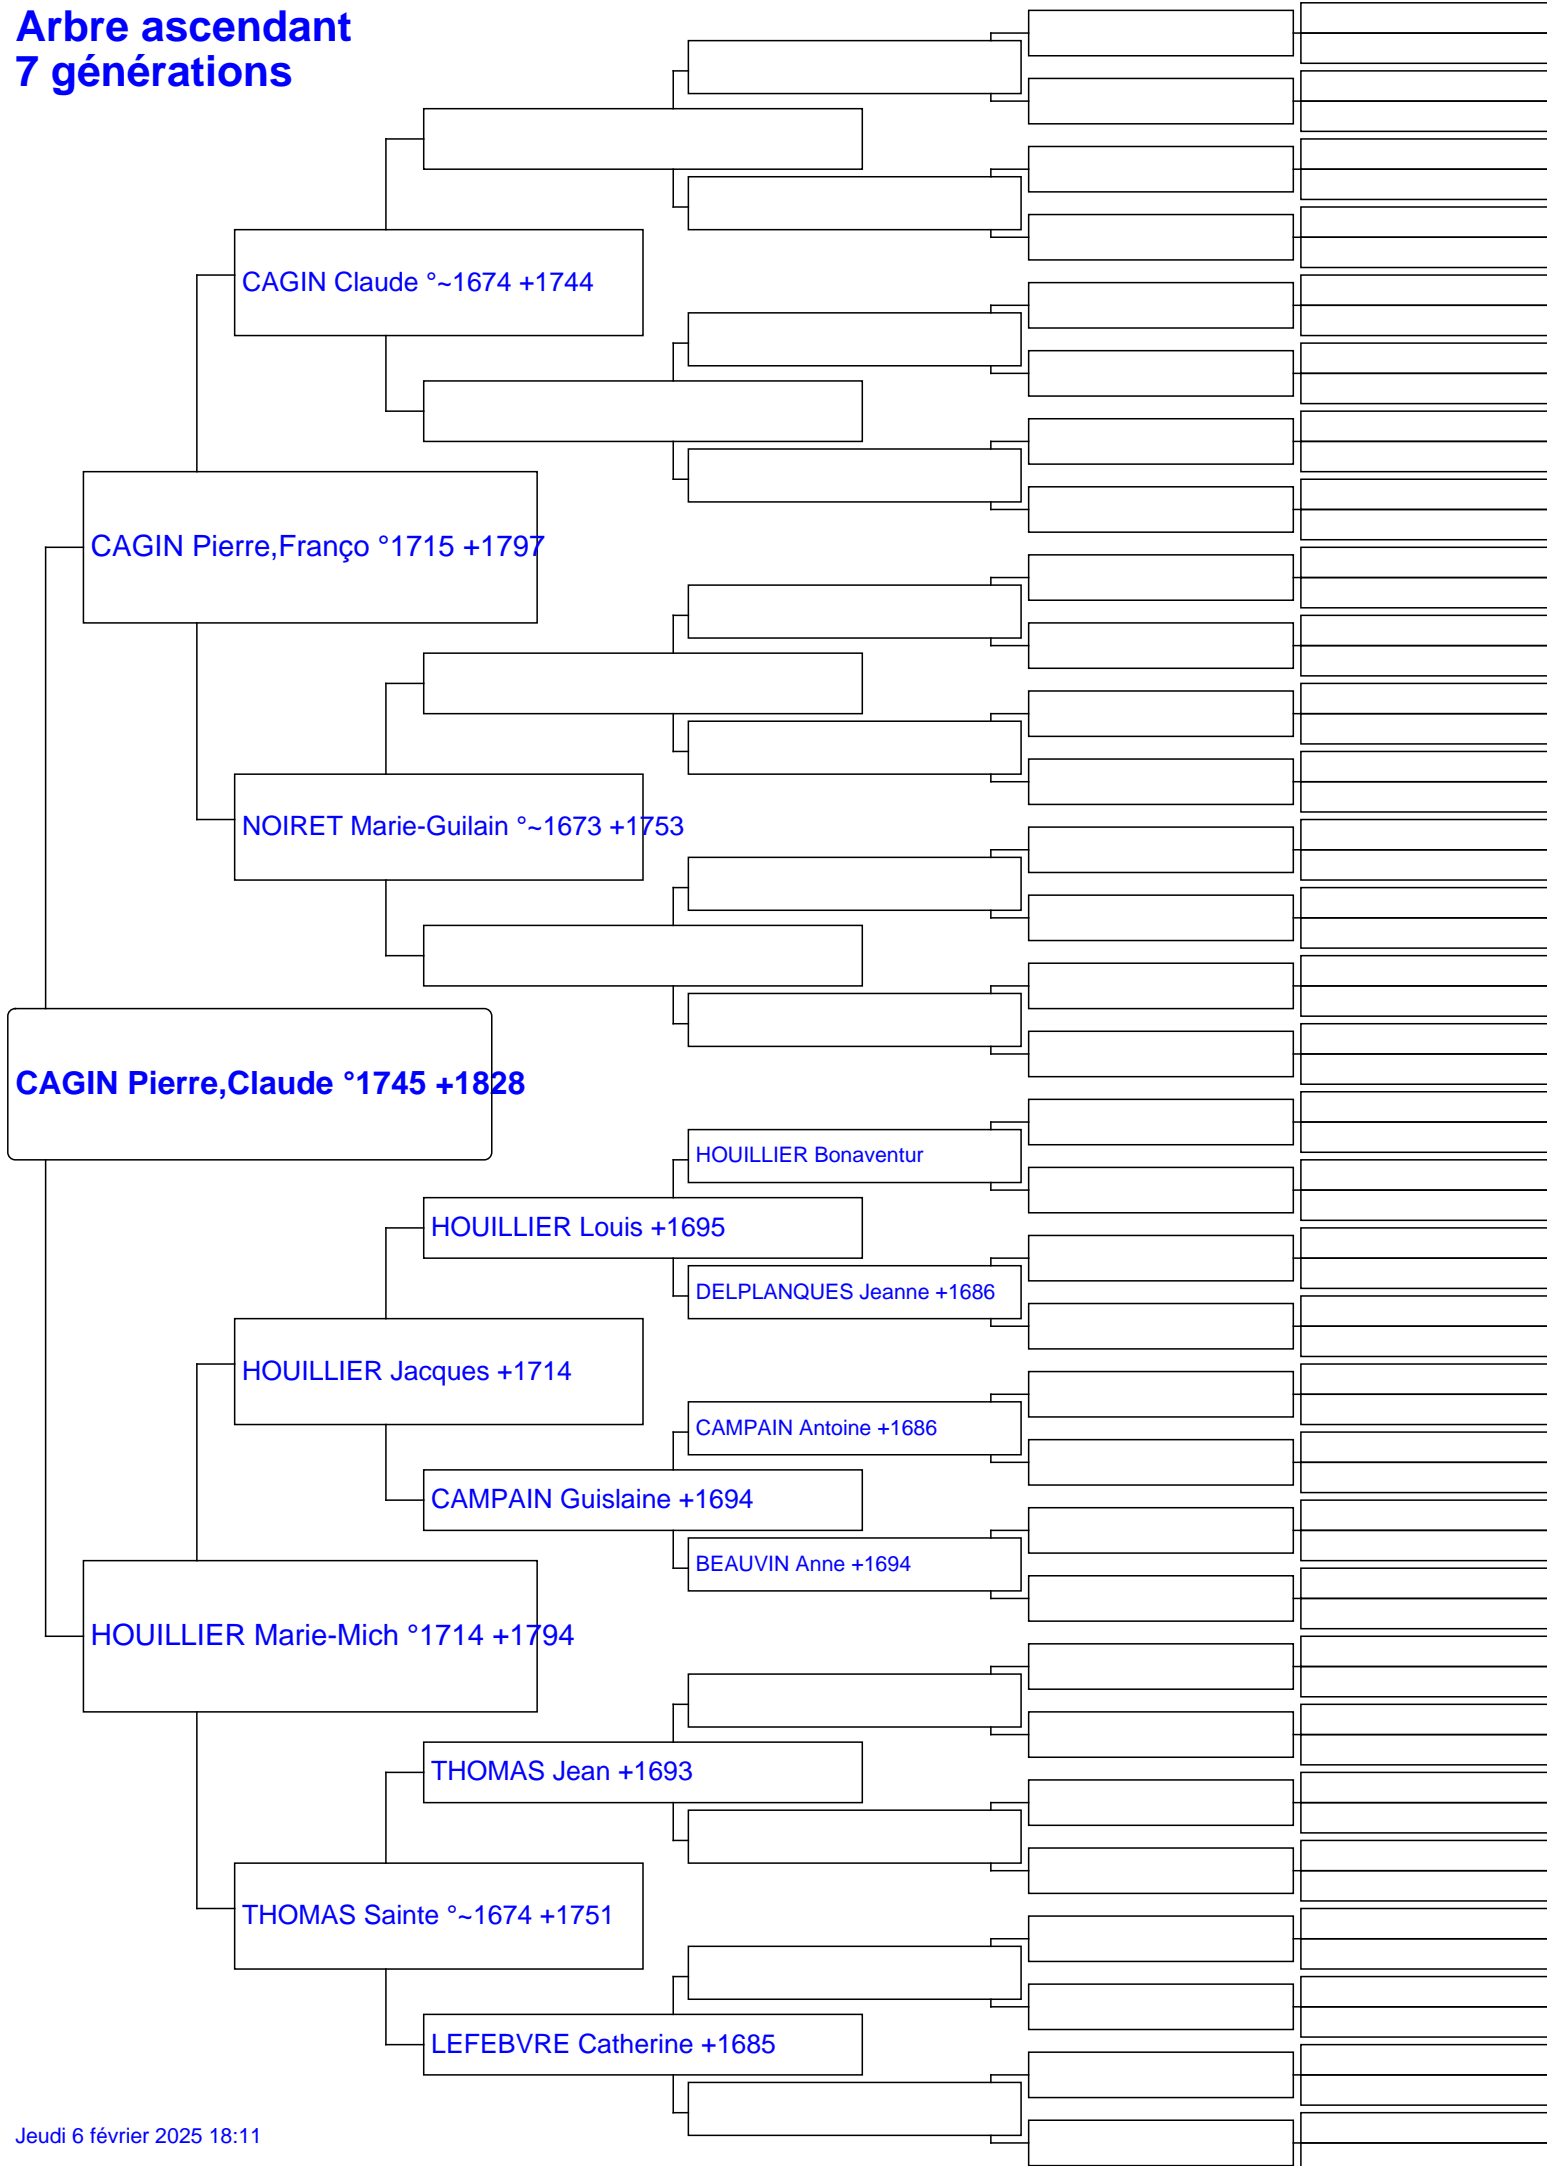 Arbre ascendant
7 générations
CAGIN Claude °~1674 +1744
CAGIN Pierre,Franço °1715 +1797
NOIRET Marie-Guilain °~1673 +1753
CAGIN Pierre,Claude °1745 +1828
HOUILLIER Bonaventur
HOUILLIER Louis +1695
DELPLANQUES Jeanne +1686
HOUILLIER Jacques +1714
CAMPAIN Antoine +1686
CAMPAIN Guislaine +1694
BEAUVIN Anne +1694
HOUILLIER Marie-Mich °1714 +1794
THOMAS Jean +1693
THOMAS Sainte °~1674 +1751
LEFEBVRE Catherine +1685
Jeudi 6 février 2025 18:11